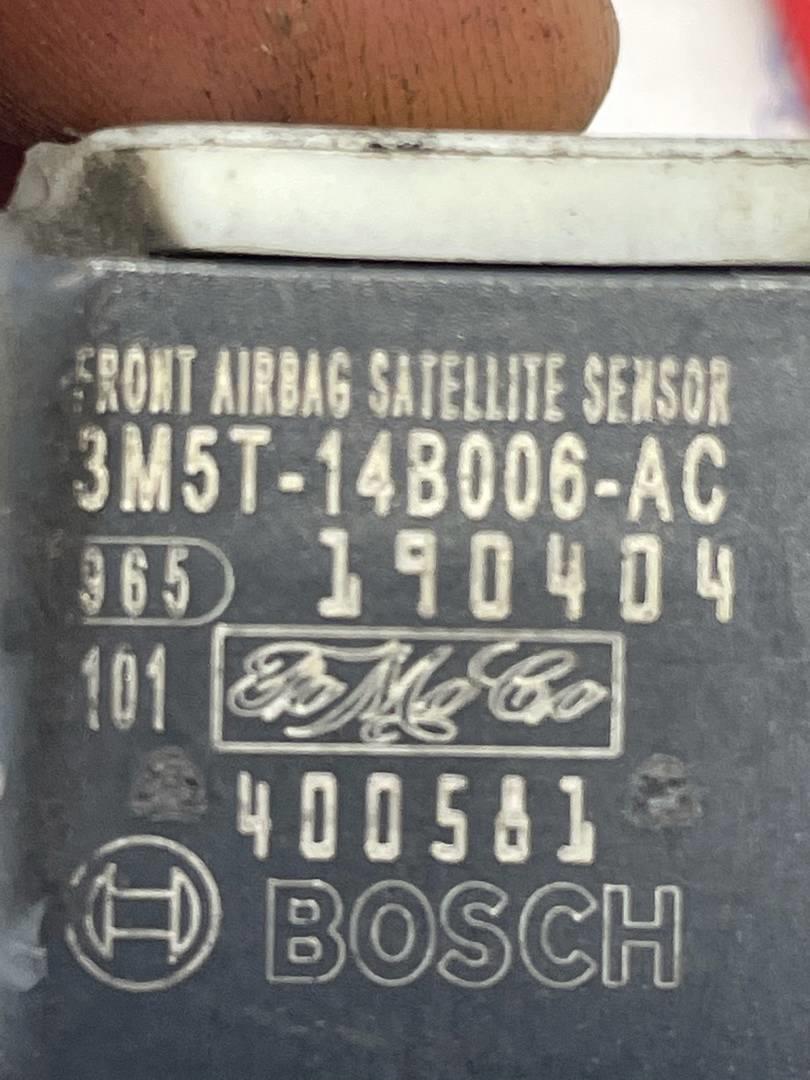 FRONT AIRBAG SATELLITE SENSOR
3M5T-14B006-AC
965 190404
101 FoMoCo
400581
BOSCH